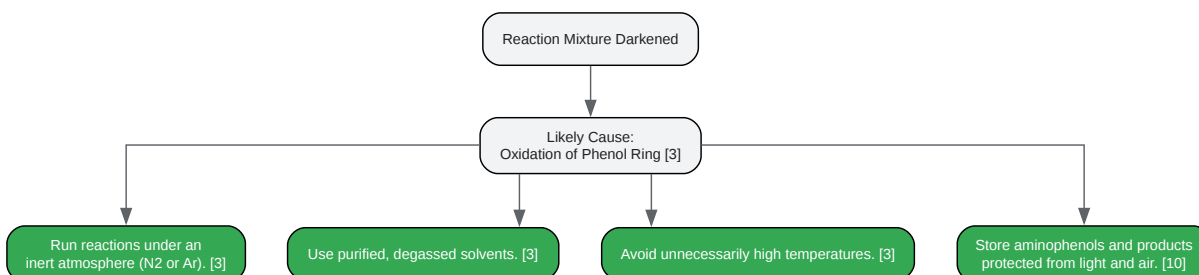 Reaction Mixture Darkened
Likely Cause:
Oxidation of Phenol Ring [3]
Run reactions under an
inert atmosphere (N2 or Ar). [3]
Use purified, degassed solvents. [3]
Avoid unnecessarily high temperatures. [3]
Store aminophenols and products
protected from light and air. [10]